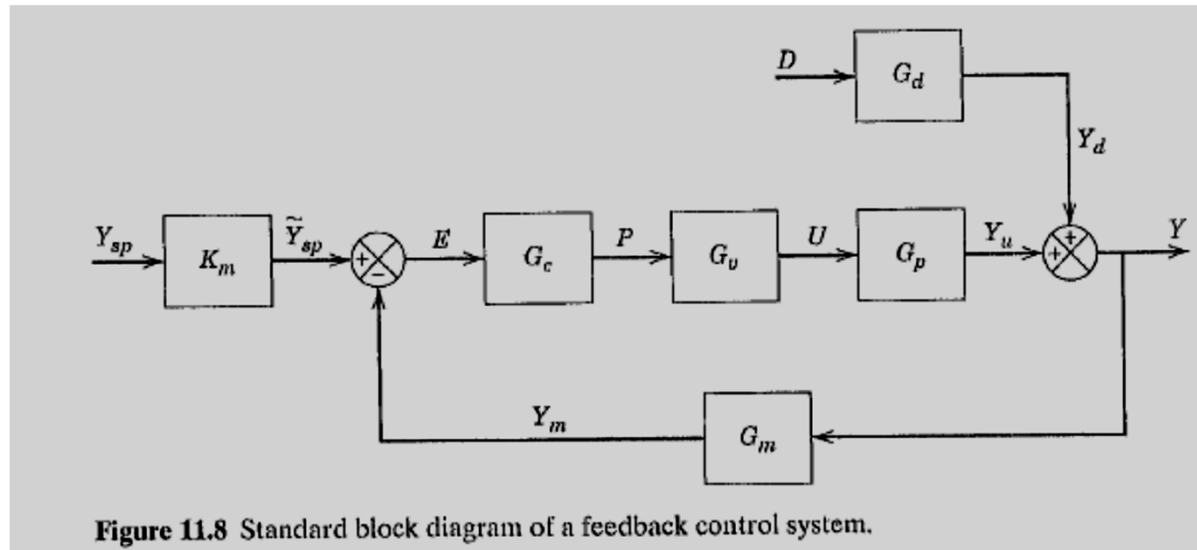 D
G_d
Y_d
Y_sp
K_m
Ỹ_sp
+
−
E
G_c
P
G_v
U
G_p
Y_u
+
+
Y
Y_m
G_m
Figure 11.8 Standard block diagram of a feedback control system.